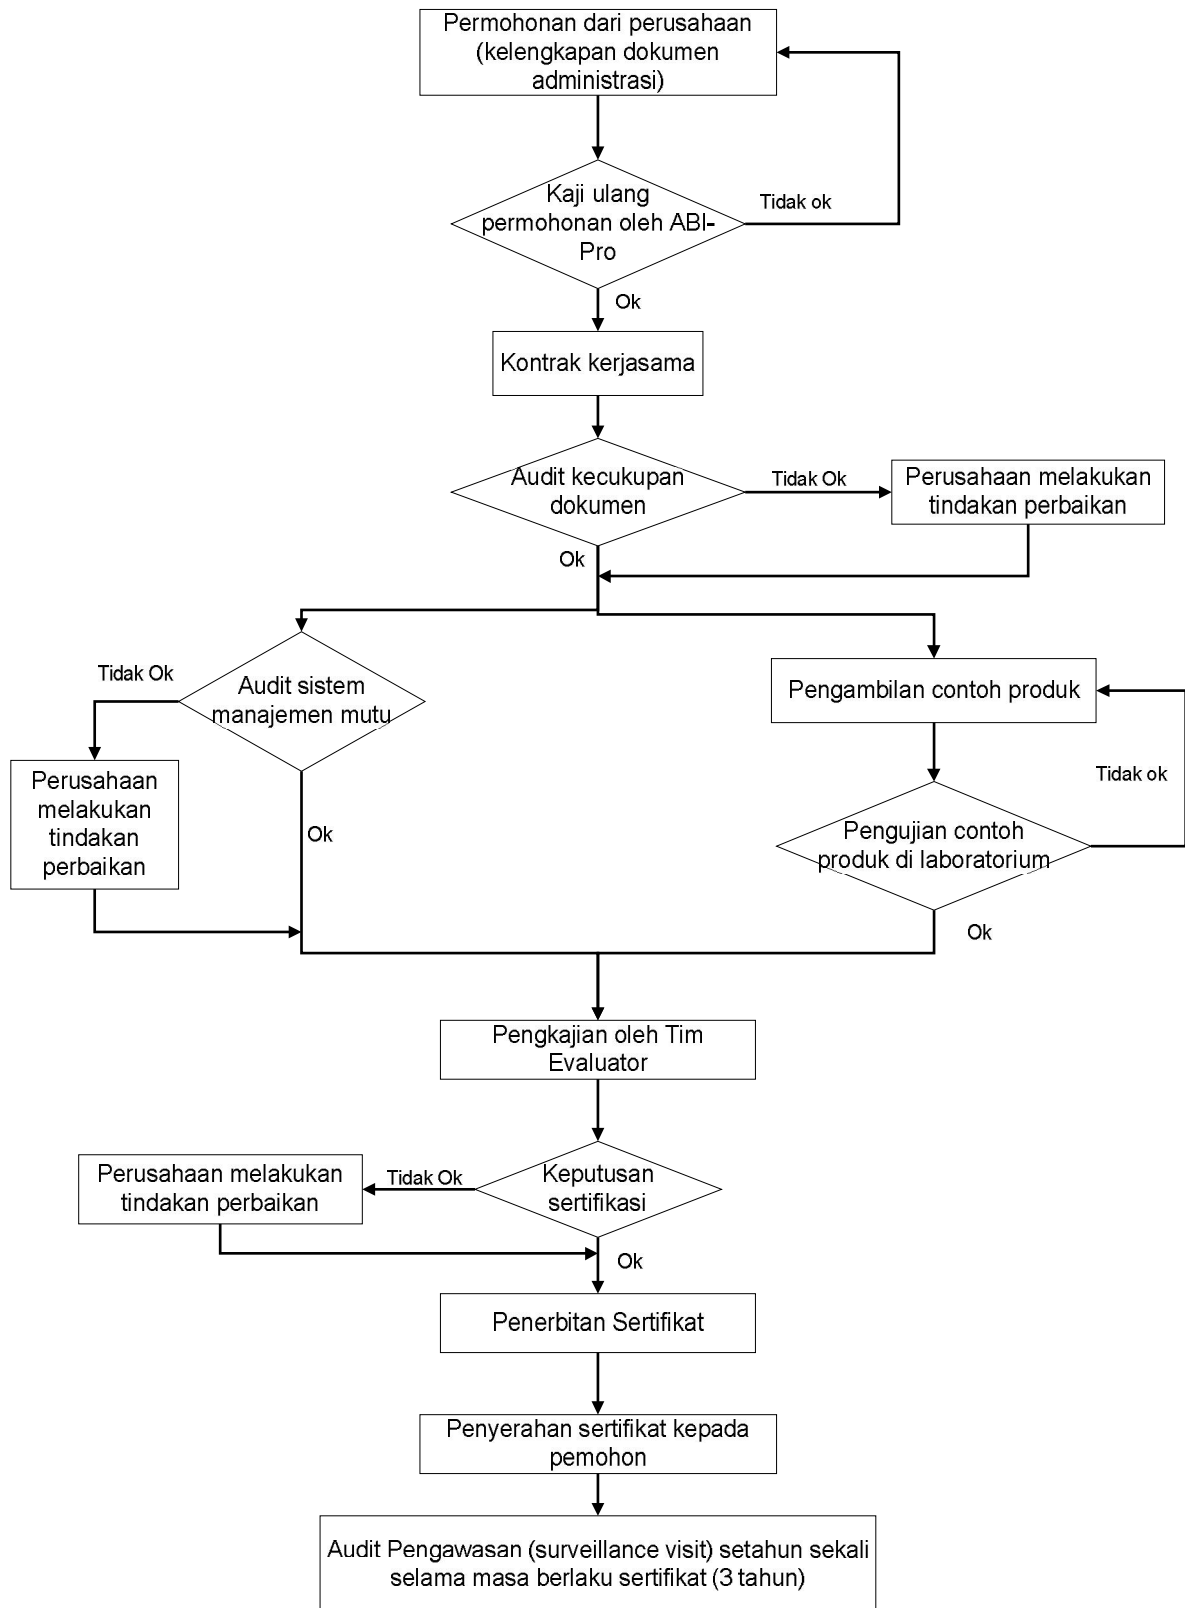 Permohonan dari perusahaan
(kelengkapan dokumen
administrasi)
Kaji ulang
permohonan oleh ABI-
Pro
Tidak ok
Ok
Kontrak kerjasama
Audit kecukupan
dokumen
Tidak Ok
Perusahaan melakukan
tindakan perbaikan
Ok
Tidak Ok
Audit sistem
manajemen mutu
Perusahaan
melakukan
tindakan
perbaikan
Ok
Pengambilan contoh produk
Tidak ok
Pengujian contoh
produk di laboratorium
Ok
Pengkajian oleh Tim
Evaluator
Keputusan
sertifikasi
Tidak Ok
Perusahaan melakukan
tindakan perbaikan
Ok
Penerbitan Sertifikat
Penyerahan sertifikat kepada
pemohon
Audit Pengawasan (surveillance visit) setahun sekali
selama masa berlaku sertifikat (3 tahun)